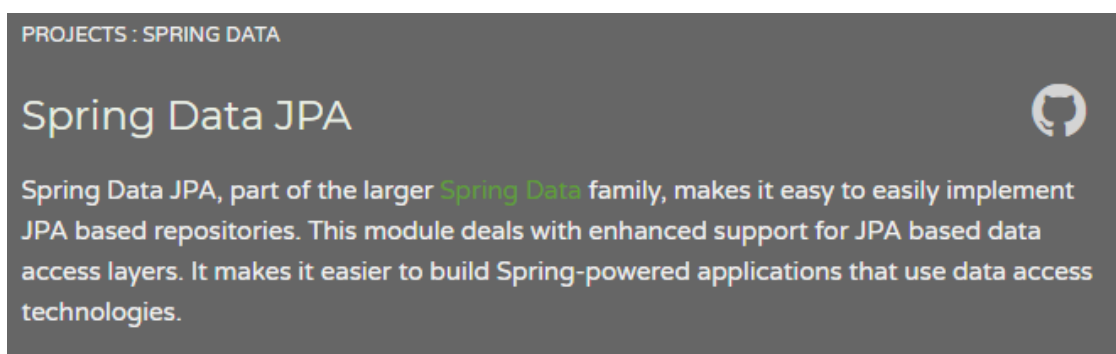 PROJECTS : SPRING DATA
Spring Data JPA
Spring Data JPA, part of the larger Spring Data family, makes it easy to easily implement
JPA based repositories. This module deals with enhanced support for JPA based data
access layers. It makes it easier to build Spring-powered applications that use data access
technologies.